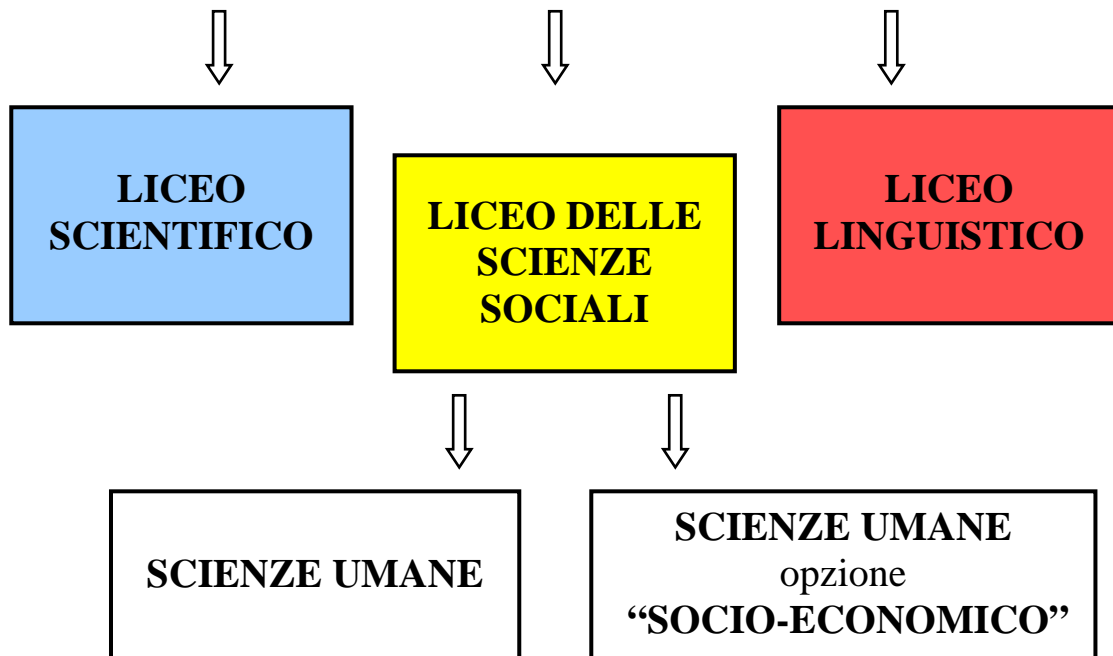 LICEO
SCIENTIFICO
LICEO DELLE
SCIENZE
SOCIALI
LICEO
LINGUISTICO
SCIENZE UMANE
SCIENZE UMANE
opzione
“SOCIO-ECONOMICO”